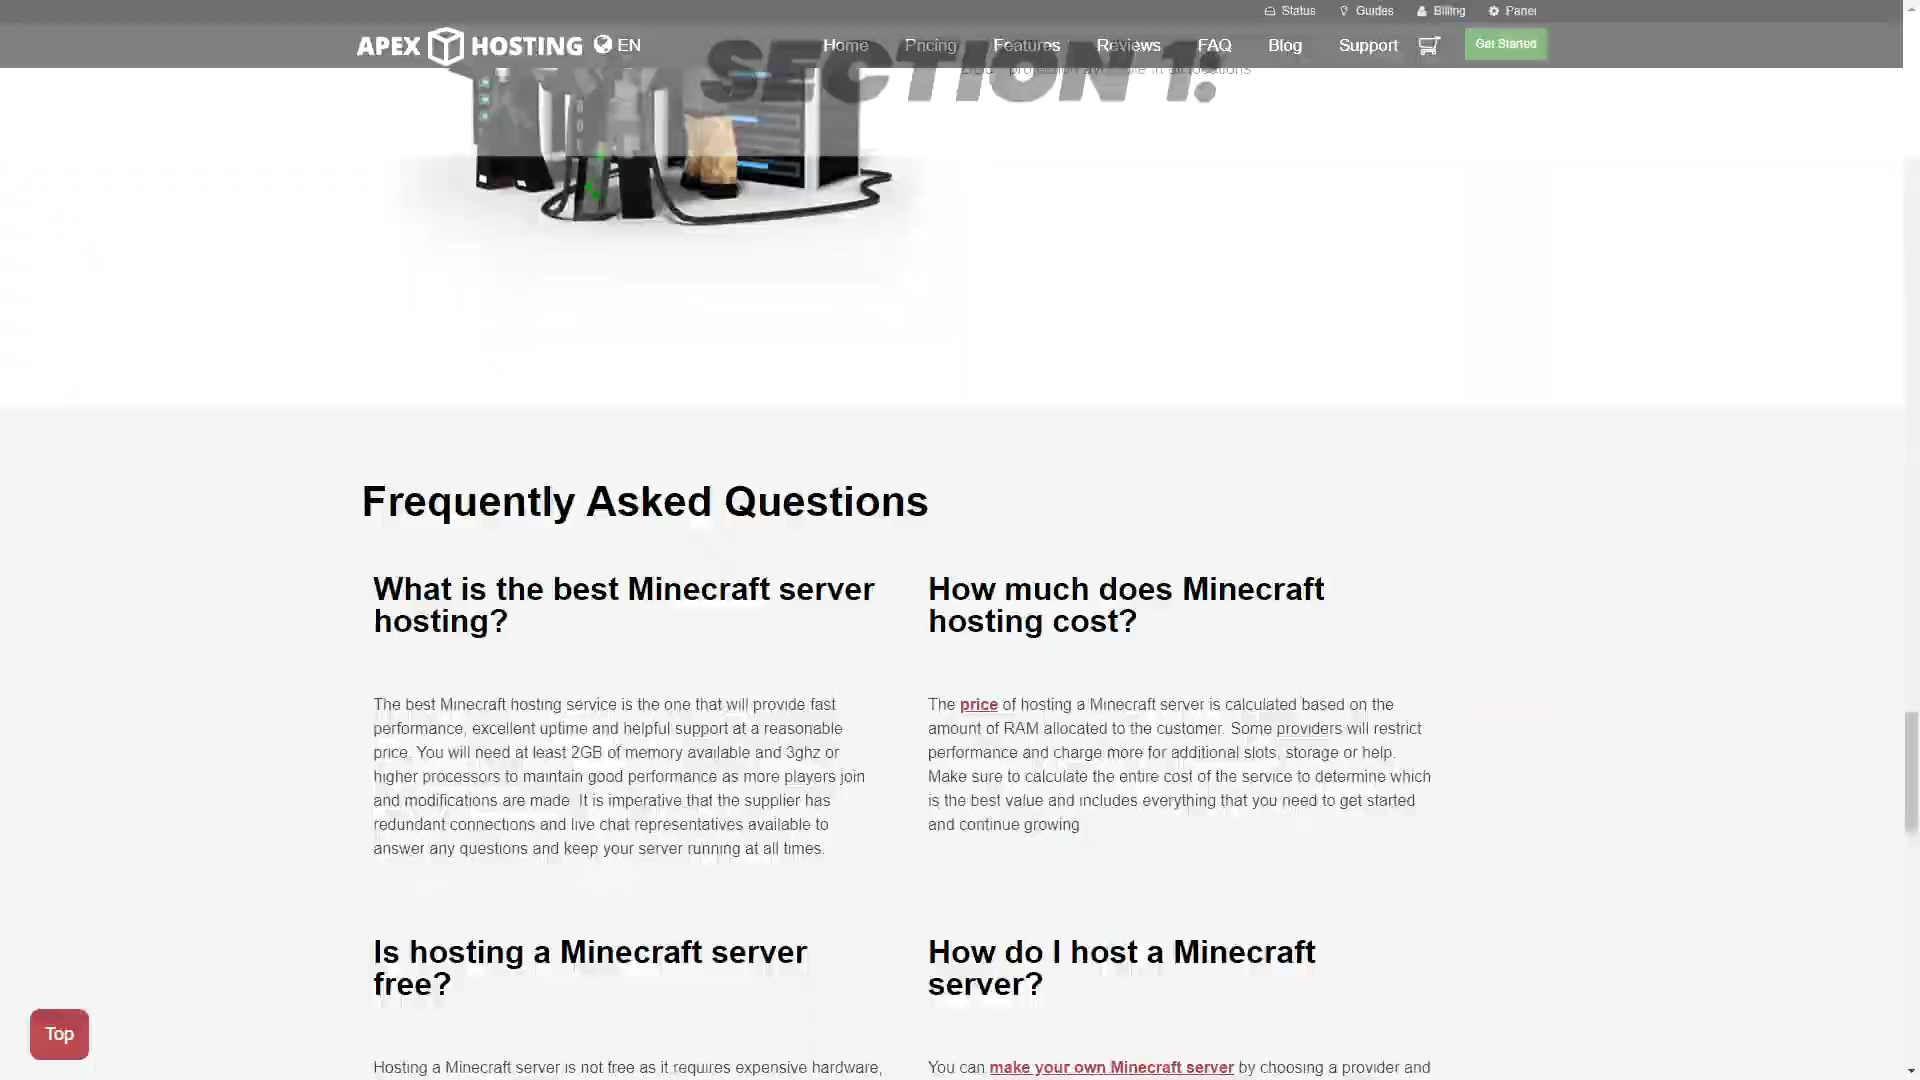 Status Guides Billing Panel
APEX HOSTING EN Home Pricing Features Reviews FAQ Blog Support Get Started
SECTION 1:
protection available in all locations
Frequently Asked Questions
What is the best Minecraft server
hosting?
The best Minecraft hosting service is the one that will provide fast
performance, excellent uptime and helpful support at a reasonable
price. You will need at least 2GB of memory available and 3ghz or
higher processors to maintain good performance as more players join
and modifications are made. It is imperative that the supplier has
redundant connections and live chat representatives available to
answer any questions and keep your server running at all times.
How much does Minecraft
hosting cost?
The price of hosting a Minecraft server is calculated based on the
amount of RAM allocated to the customer. Some providers will restrict
performance and charge more for additional slots, storage or help.
Make sure to calculate the entire cost of the service to determine which
is the best value and includes everything that you need to get started
and continue growing
Is hosting a Minecraft server
free?
Hosting a Minecraft server is not free as it requires expensive hardware,
How do I host a Minecraft
server?
You can make your own Minecraft server by choosing a provider and
Top